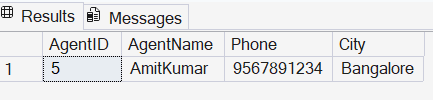 Results Messages
AgentID AgentName Phone City
1 5 AmitKumar 9567891234 Bangalore